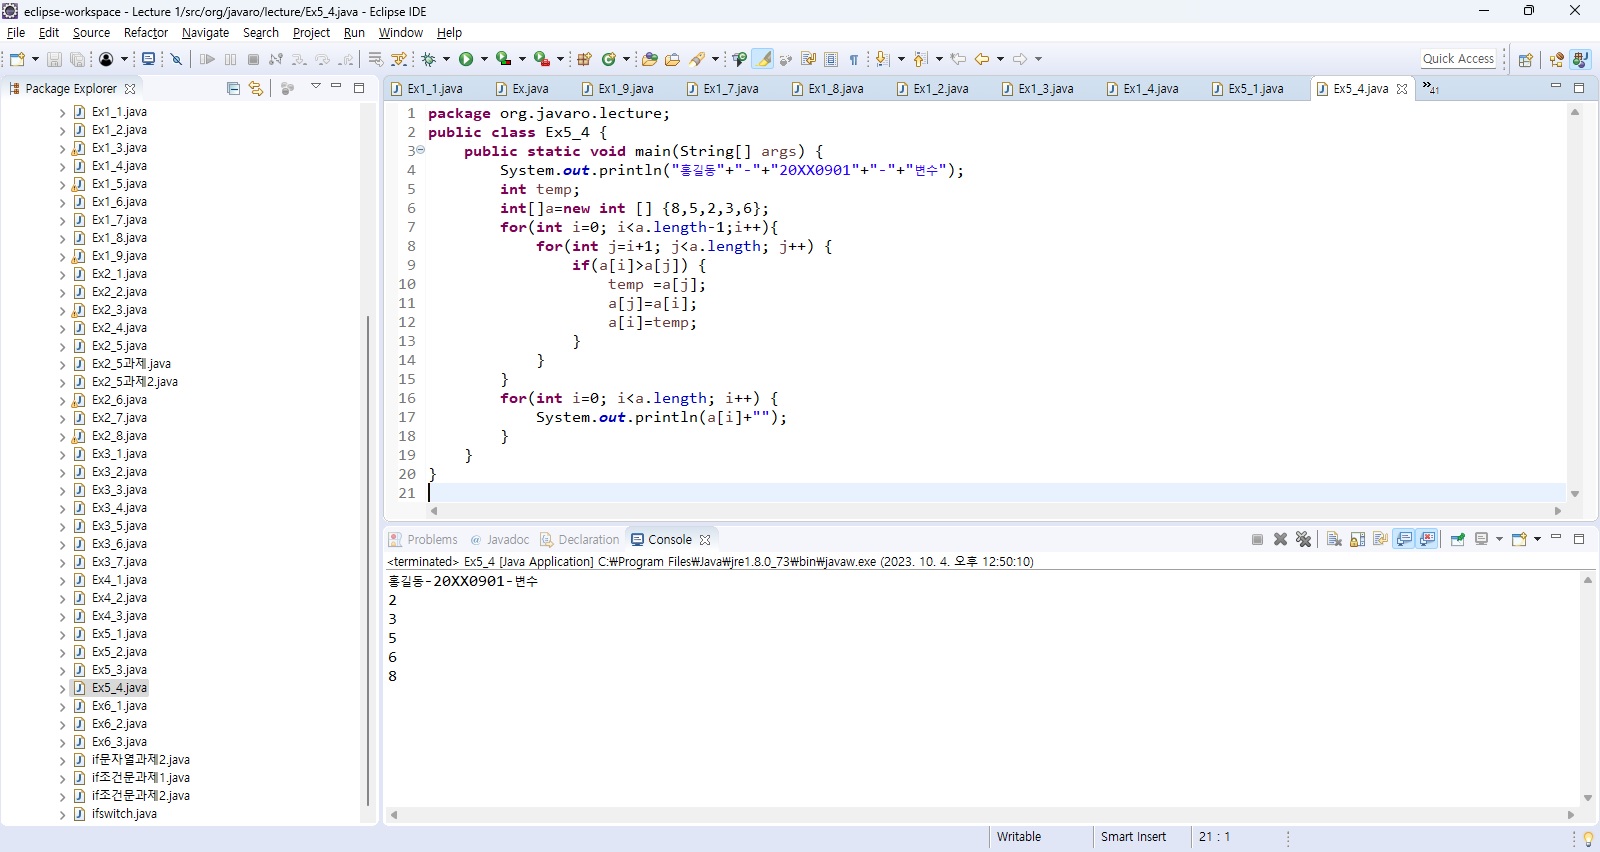 eclipse-workspace - Lecture 1/src/org/javaro/lecture/Ex5_4.java - Eclipse IDE
File Edit Source Refactor Navigate Search Project Run Window Help
Quick Access
Package Explorer
Ex1_1.java
Ex1_2.java
Ex1_3.java
Ex1_4.java
Ex1_5.java
Ex1_6.java
Ex1_7.java
Ex1_8.java
Ex1_9.java
Ex2_1.java
Ex2_2.java
Ex2_3.java
Ex2_4.java
Ex2_5.java
Ex2_5과제.java
Ex2_5과제2.java
Ex2_6.java
Ex2_7.java
Ex2_8.java
Ex3_1.java
Ex3_2.java
Ex3_3.java
Ex3_4.java
Ex3_5.java
Ex3_6.java
Ex3_7.java
Ex4_1.java
Ex4_2.java
Ex4_3.java
Ex5_1.java
Ex5_2.java
Ex5_3.java
Ex5_4.java
Ex6_1.java
Ex6_2.java
Ex6_3.java
if문자열과제2.java
if조건문과제1.java
if조건문과제2.java
ifswitch.java
Ex1_1.java Ex.java Ex1_9.java Ex1_7.java Ex1_8.java Ex1_2.java Ex1_3.java Ex1_4.java Ex5_1.java Ex5_4.java »41
1 package org.javaro.lecture;
2 public class Ex5_4 {
3 public static void main(String[] args) {
4 System.out.println("홍길동"+"-"+"20XX0901"+"-"+"변수");
5 int temp;
6 int[]a=new int [] {8,5,2,3,6};
7 for(int i=0; i<a.length-1;i++){
8 for(int j=i+1; j<a.length; j++) {
9 if(a[i]>a[j]) {
10 temp =a[j];
11 a[j]=a[i];
12 a[i]=temp;
13 }
14 }
15 }
16 for(int i=0; i<a.length; i++) {
17 System.out.println(a[i]+"");
18 }
19 }
20 }
21
Problems @ Javadoc Declaration Console
<terminated> Ex5_4 [Java Application] C:₩Program Files₩Java₩jre1.8.0_73₩bin₩javaw.exe (2023. 10. 4. 오후 12:50:10)
홍길동-20XX0901-변수
2
3
5
6
8
Writable Smart Insert 21 : 1